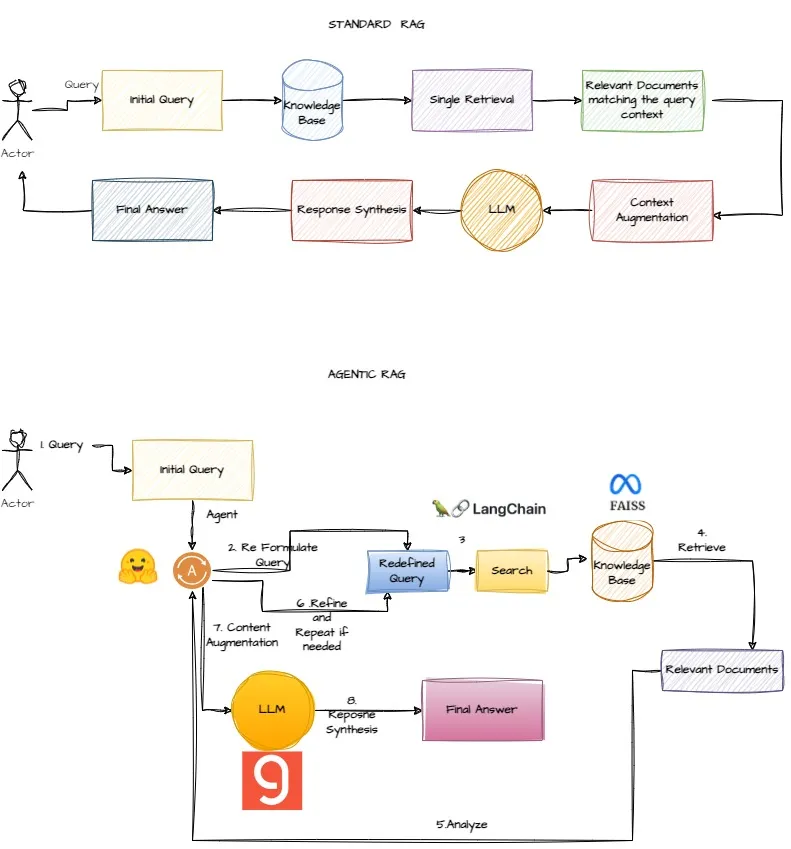 STANDARD RAG
Query
Initial Query
Knowledge
Base
Single Retrieval
Relevant Documents
matching the query
context
Actor
Final Answer
Response Synthesis
LLM
Context
Augmentation
AGENTIC RAG
1. Query
Actor
Initial Query
Agent
LangChain
FAISS
2. Re Formulate
Query
A
Redefined
Query
3
Search
Knowledge
Base
4.
Retrieve
6 .Refine
and
Repeat if
needed
7. Content
Augmentation
Relevant Documents
LLM
8.
Reposne
Synthesis
Final Answer
g
5.Analyze